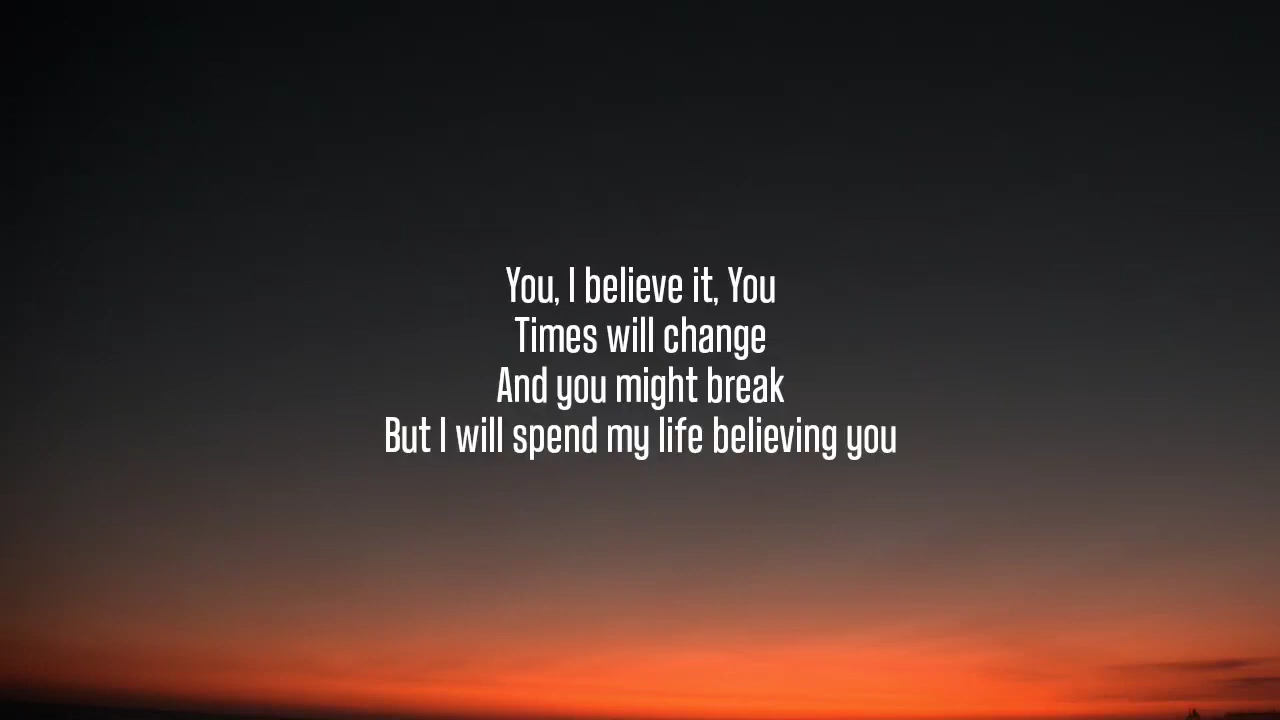 You, I believe it, You
Times will change
And you might break
But I will spend my life believing you